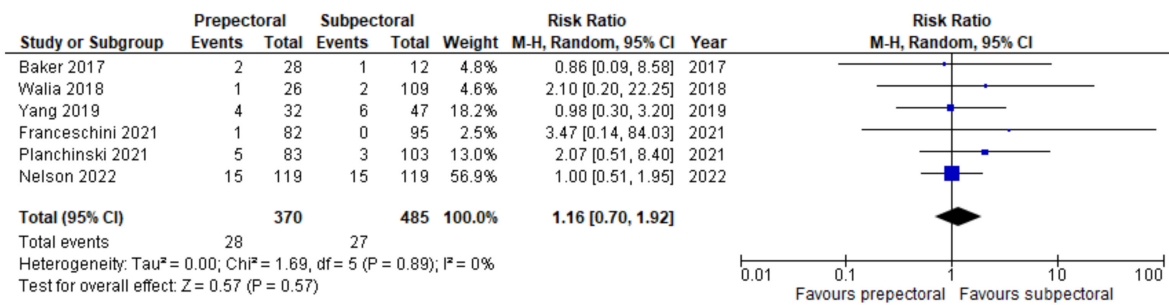 Prepectoral Subpectoral Risk Ratio Risk Ratio
Study or Subgroup Events Total Events Total Weight M-H, Random, 95% CI Year M-H, Random, 95% CI
Baker 2017 2 28 1 12 4.8% 0.86 [0.09, 8.58] 2017
Walia 2018 1 26 2 109 4.6% 2.10 [0.20, 22.25] 2018
Yang 2019 4 32 6 47 18.2% 0.98 [0.30, 3.20] 2019
Franceschini 2021 1 82 0 95 2.5% 3.47 [0.14, 84.03] 2021
Planchinski 2021 5 83 3 103 13.0% 2.07 [0.51, 8.40] 2021
Nelson 2022 15 119 15 119 56.9% 1.00 [0.51, 1.95] 2022
Total (95% CI) 370 485 100.0% 1.16 [0.70, 1.92]
Total events 28 27
Heterogeneity: Tau² = 0.00; Chi² = 1.69, df = 5 (P = 0.89); I² = 0%
Test for overall effect: Z = 0.57 (P = 0.57)
0.01 0.1 1 10 100
Favours prepectoral Favours subpectoral